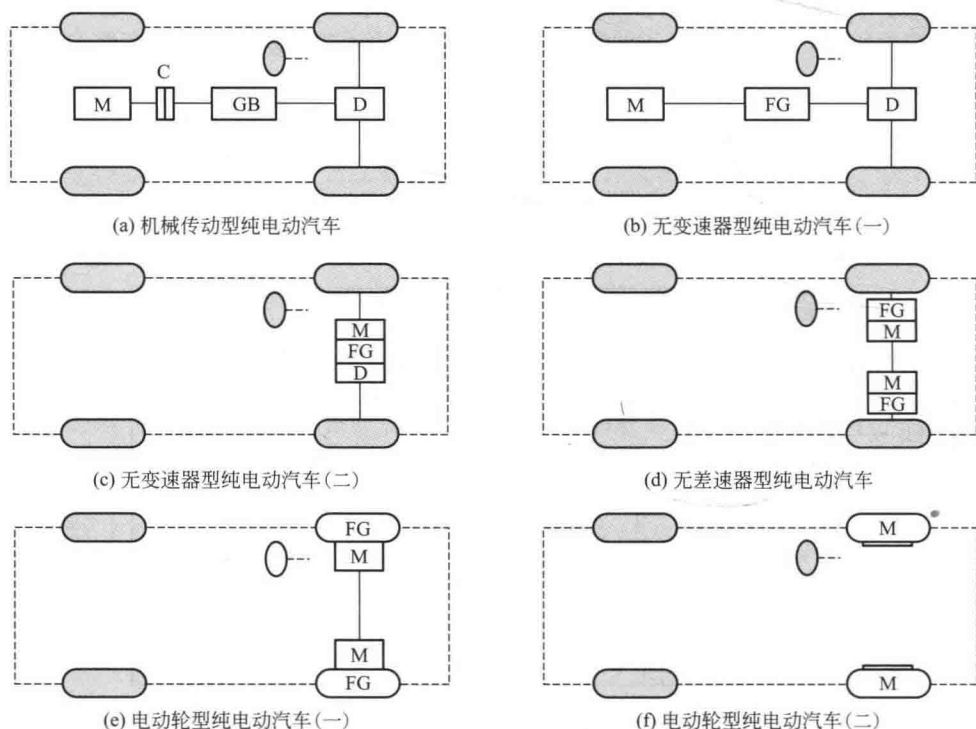 C
M
GB
D
M
FG
D
(a) 机械传动型纯电动汽车
(b) 无变速器型纯电动汽车(一)
M
FG
D
FG
M
M
FG
(c) 无变速器型纯电动汽车(二)
(d) 无差速器型纯电动汽车
FG
M
M
FG
M
M
(e) 电动轮型纯电动汽车(一)
(f) 电动轮型纯电动汽车(二)